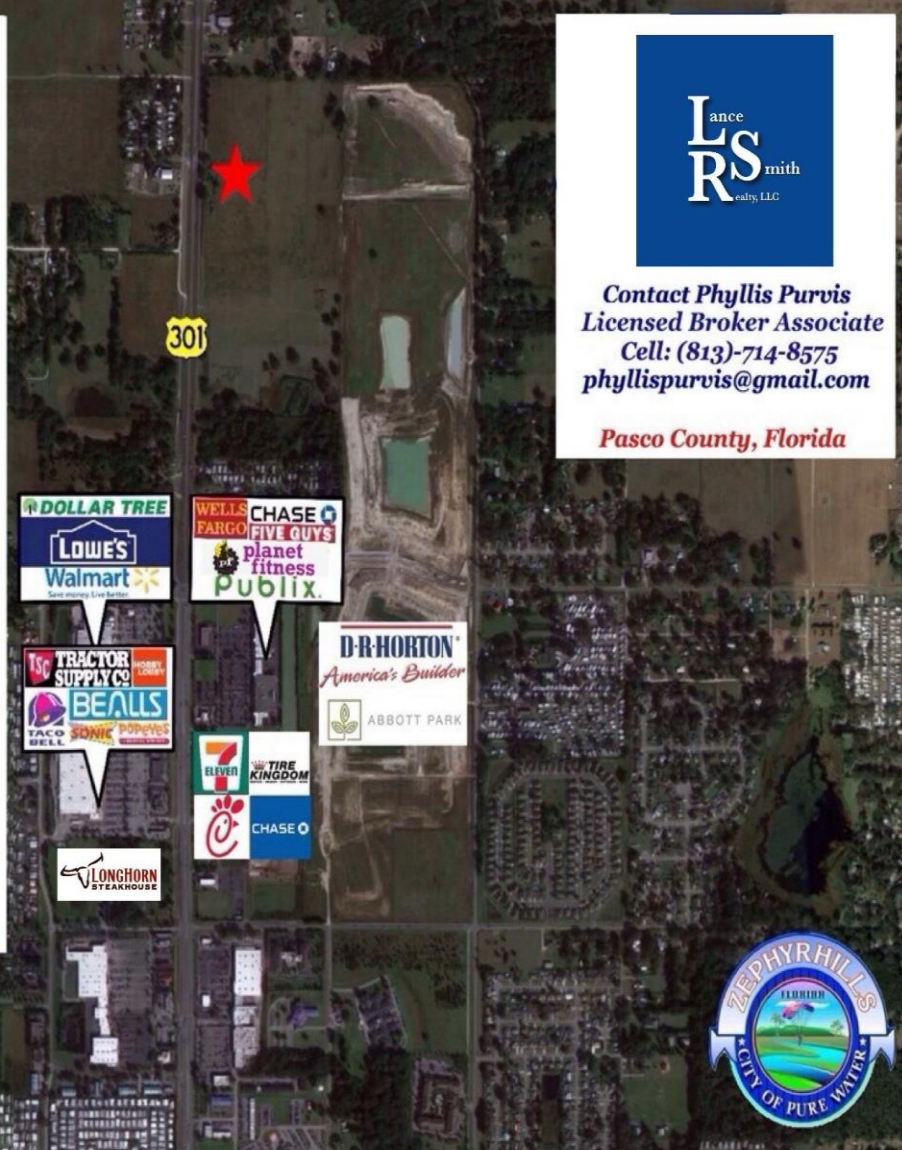 Lance
Smith
Realty, LLC
Contact Phyllis Purvis
Licensed Broker Associate
Cell: (813)-714-8575
phyllispurvis@gmail.com
Pasco County, Florida
301
DOLLAR TREE
LOWE'S
Walmart
Save money. Live better.
WELLS
FARGO
CHASE
FIVE GUYS
pf
planet
fitness
Publix.
TSC
TRACTOR
SUPPLY CO
HOBBY
LOBBY
BEALLS
TACO
BELL
SONIC
POPEYES
D·R·HORTON®
America's Builder
ABBOTT PARK
7
ELEVEN
TIRE
KINGDOM
CHASE
LONGHORN
STEAKHOUSE
ZEPHYRHILLS
FLORIDA
CITY OF PURE WATER